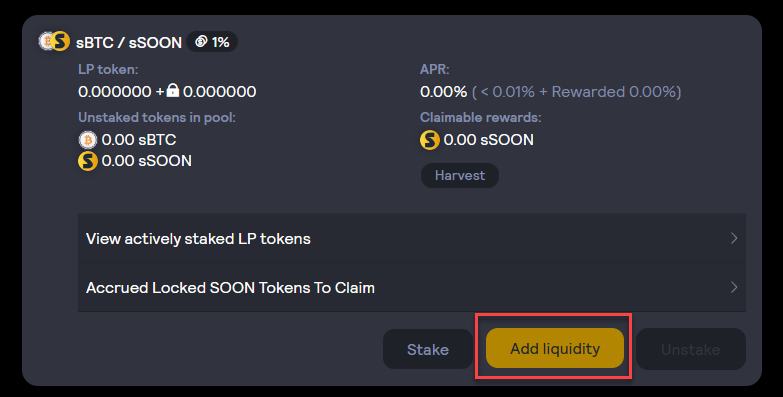 sBTC / sSOON 1%
LP token:
0.000000 + 0.000000
Unstaked tokens in pool:
0.00 sBTC
0.00 sSOON
APR:
0.00% ( < 0.01% + Rewarded 0.00%)
Claimable rewards:
0.00 sSOON
Harvest
View actively staked LP tokens
Accrued Locked SOON Tokens To Claim
Stake
Add liquidity
Unstake